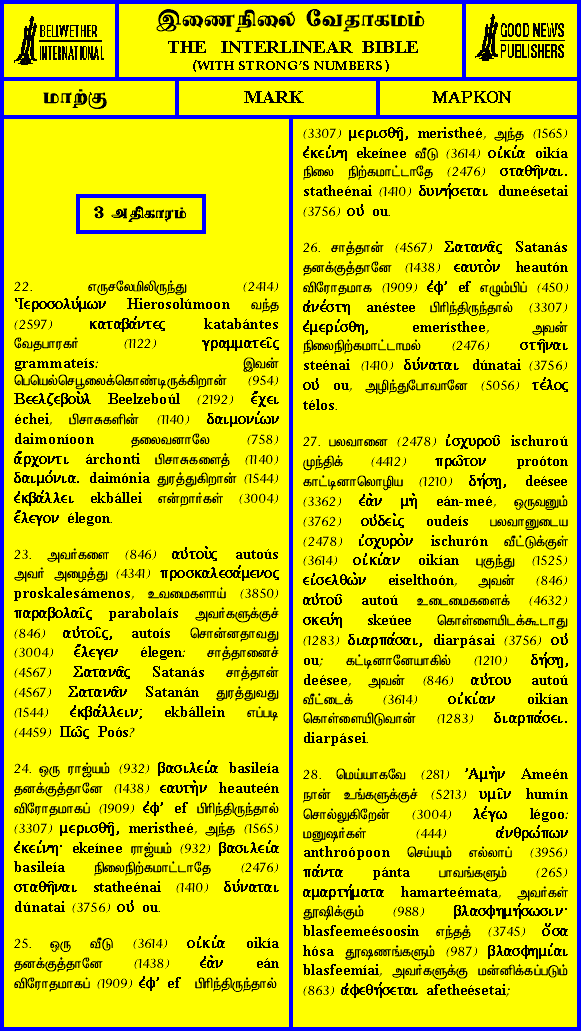 BELLWETHER
INTERNATIONAL
இணைநிலை வேதாகமம்
THE INTERLINEAR BIBLE
(WITH STRONG'S NUMBERS)
GOOD NEWS
PUBLISHERS
மாற்கு
MARK
ΜΑΡΚΟΝ
3 அதிகாரம்
22. எருசலேமிலிருந்து (2414)
Ἱεροσολύμων Hierosolúmoon வந்த
(2597) καταβάντες katabántes
வேதபாரகர் (1122) γραμματεῖς
grammateís: இவன்
பெயெல்செபூலைக்கொண்டிருக்கிறான் (954)
Βεελζεβοὺλ Beelzeboúl (2192) ἔχει
échei, பிசாசுகளின் (1140) δαιμονίων
daimoníoon தலைவனாலே (758)
ἄρχοντι árchonti பிசாசுகளைத் (1140)
δαιμόνια. daimónia துரத்துகிறான் (1544)
ἐκβάλλει ekbállei என்றார்கள் (3004)
ἔλεγον élegon.
23. அவர்களை (846) αὐτοὺς autoús
அவர் அழைத்து (4341) προσκαλεσάμενος
proskalesámenos, உவமைகளாய் (3850)
παραβολαῖς parabolaís அவர்களுக்குச்
(846) αὐτοῖς, autoís சொன்னதாவது
(3004) ἔλεγεν élegen: சாத்தானைச்
(4567) Σατανᾶς Satanás சாத்தான்
(4567) Σατανᾶν Satanán துரத்துவது
(1544) ἐκβάλλειν; ekbállein எப்படி
(4459) Πῶς Poós?
24. ஒரு ராஜ்யம் (932) βασιλεία basileía
தனக்குத்தானே (1438) ἑαυτὴν heauteén
விரோதமாகப் (1909) ἐφ’ ef பிரிந்திருந்தால்
(3307) μερισθῇ, meristheé, அந்த (1565)
ἐκείνη· ekeínee ராஜ்யம் (932) βασιλεία
basileía நிலைநிற்கமாட்டாதே (2476)
σταθῆναι statheénai (1410) δύναται
dúnatai (3756) οὐ ou.
25. ஒரு வீடு (3614) οἰκία oikía
தனக்குத்தானே (1438) ἐὰν eán
விரோதமாகப் (1909) ἐφ’ ef பிரிந்திருந்தால்
(3307) μερισθῇ, meristheé, அந்த (1565)
ἐκείνη ekeínee வீடு (3614) οἰκία oikía
நிலை நிற்கமாட்டாதே (2476) σταθῆναι.
statheénai (1410) δυνήσεται duneésetai
(3756) οὐ ou.
26. சாத்தான் (4567) Σατανᾶς Satanás
தனக்குத்தானே (1438) ἑαυτὸν heautón
விரோதமாக (1909) ἐφ’ ef எழும்பிப் (450)
ἀνέστη anéstee பிரிந்திருந்தால் (3307)
ἐμερίσθη, emerísthee, அவன்
நிலைநிற்கமாட்டாமல் (2476) στῆναι
steénai (1410) δύναται dúnatai (3756)
οὐ ou, அழிந்துபோவானே (5056) τέλος
télos.
27. பலவானை (2478) ἰσχυροῦ ischuroú
முந்திக் (4412) πρῶτον proóton
காட்டினாலொழிய (1210) δήσῃ, deésee
(3362) ἐὰν μὴ eán-meé, ஒருவனும்
(3762) οὐδεὶς oudeís பலவானுடைய
(2478) ἰσχυρὸν ischurón வீட்டுக்குள்
(3614) οἰκίαν oikían புகுந்து (1525)
εἰσελθὼν eiselthoón, அவன் (846)
αὐτοῦ autoú உடைமைகளைக் (4632)
σκεύη skeúee கொள்ளையிடக்கூடாது
(1283) διαρπάσαι, diarpásai (3756) οὐ
ou; கட்டினானேயாகில் (1210) δήσῃ,
deésee, அவன் (846) αὐτου autoú
வீட்டைக் (3614) οἰκίαν oikían
கொள்ளையிடுவான் (1283) διαρπάσει.
diarpásei.
28. மெய்யாகவே (281) Ἀμὴν Ameén
நான் உங்களுக்குச் (5213) υμῖν humín
சொல்லுகிறேன் (3004) λέγω légoo:
மனுஷர்கள் (444) ἀνθρώπων
anthroópoon செய்யும் எல்லாப் (3956)
πάντα pánta பாவங்களும் (265)
αμαρτήματα hamarteémata, அவர்கள்
தூஷிக்கும் (988) βλασφημήσωσιν·
blasfeemeésoosin எந்தத் (3745) ὅσα
hósa தூஷணங்களும் (987) βλασφημίαι
blasfeemíai, அவர்களுக்கு மன்னிக்கப்படும்
(863) ἀφεθήσεται afetheésetai;